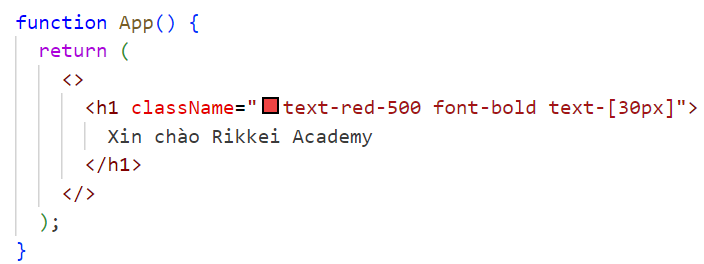 function App() {
return (
<>
<h1 className="text-red-500 font-bold text-[30px]">
Xin chào Rikkei Academy
</h1>
</>
);
}